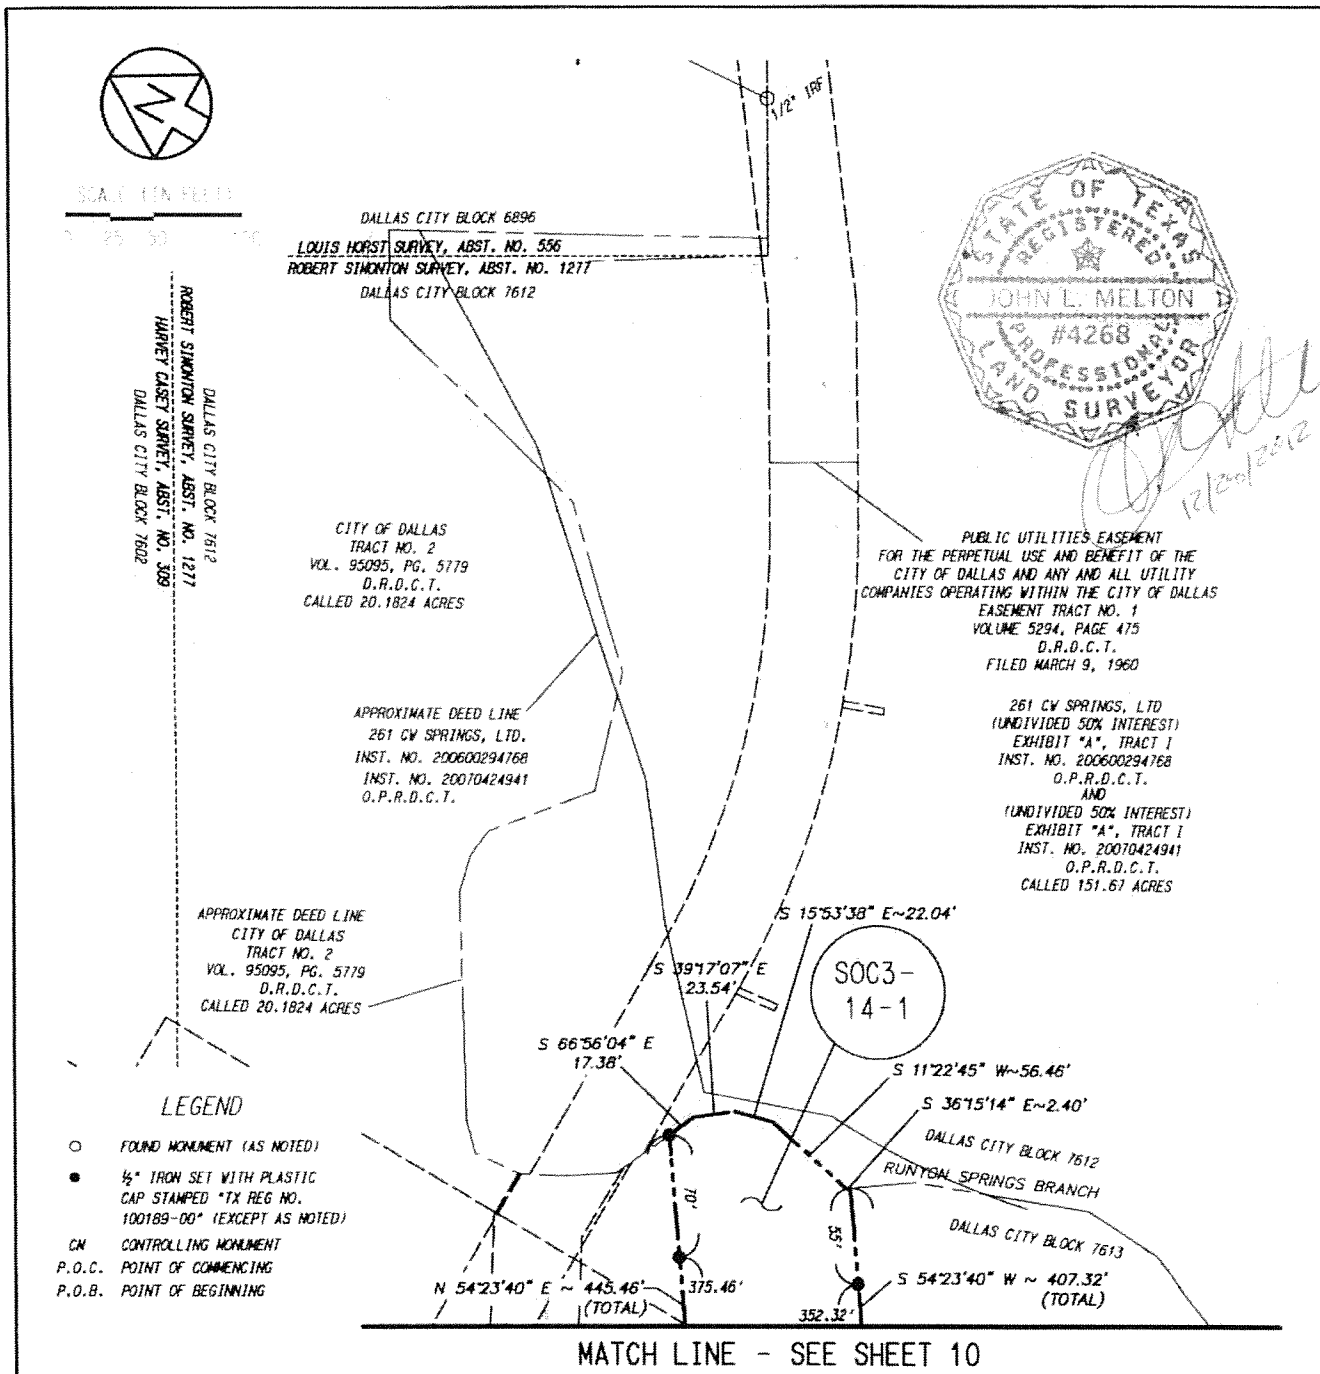 N
SCALE (IN FEET)
0 25 50 100
1/2" IRF
DALLAS CITY BLOCK 6896
LOUIS HORST SURVEY, ABST. NO. 556
ROBERT SIMONTON SURVEY, ABST. NO. 1277
DALLAS CITY BLOCK 7612
STATE OF TEXAS
REGISTERED
JOHN L. MELTON
#4268
PROFESSIONAL
LAND SURVEYOR
DALLAS CITY BLOCK 7612
ROBERT SIMONTON SURVEY, ABST. NO. 1277
HARVEY CASEY SURVEY, ABST. NO. 309
DALLAS CITY BLOCK 7602
CITY OF DALLAS
TRACT NO. 2
VOL. 95095, PG. 5779
D.R.D.C.T.
CALLED 20.1824 ACRES
PUBLIC UTILITIES EASEMENT
FOR THE PERPETUAL USE AND BENEFIT OF THE
CITY OF DALLAS AND ANY AND ALL UTILITY
COMPANIES OPERATING WITHIN THE CITY OF DALLAS
EASEMENT TRACT NO. 1
VOLUME 5294, PAGE 475
D.R.D.C.T.
FILED MARCH 9, 1960
APPROXIMATE DEED LINE
261 CW SPRINGS, LTD.
INST. NO. 200600294768
INST. NO. 20070424941
O.P.R.D.C.T.
261 CW SPRINGS, LTD
(UNDIVIDED 50% INTEREST)
EXHIBIT "A", TRACT I
INST. NO. 200600294768
O.P.R.D.C.T.
AND
(UNDIVIDED 50% INTEREST)
EXHIBIT "A", TRACT I
INST. NO. 20070424941
O.P.R.D.C.T.
CALLED 151.67 ACRES
APPROXIMATE DEED LINE
CITY OF DALLAS
TRACT NO. 2
VOL. 95095, PG. 5779
D.R.D.C.T.
CALLED 20.1824 ACRES
S 15°53'38" E~22.04'
S 39°17'07" E
23.54'
SOC3-
14-1
S 66°56'04" E
17.38'
S 11°22'45" W~56.46'
S 36°15'14" E~2.40'
DALLAS CITY BLOCK 7612
RUNYON SPRINGS BRANCH
DALLAS CITY BLOCK 7613
70'
55'
N 54°23'40" E ~ 445.46'
(TOTAL)
375.46'
352.32'
S 54°23'40" W ~ 407.32'
(TOTAL)
LEGEND
FOUND MONUMENT (AS NOTED)
½" IRON SET WITH PLASTIC
CAP STAMPED "TX REG NO.
100189-00" (EXCEPT AS NOTED)
CM CONTROLLING MONUMENT
P.O.C. POINT OF COMMENCING
P.O.B. POINT OF BEGINNING
MATCH LINE - SEE SHEET 10